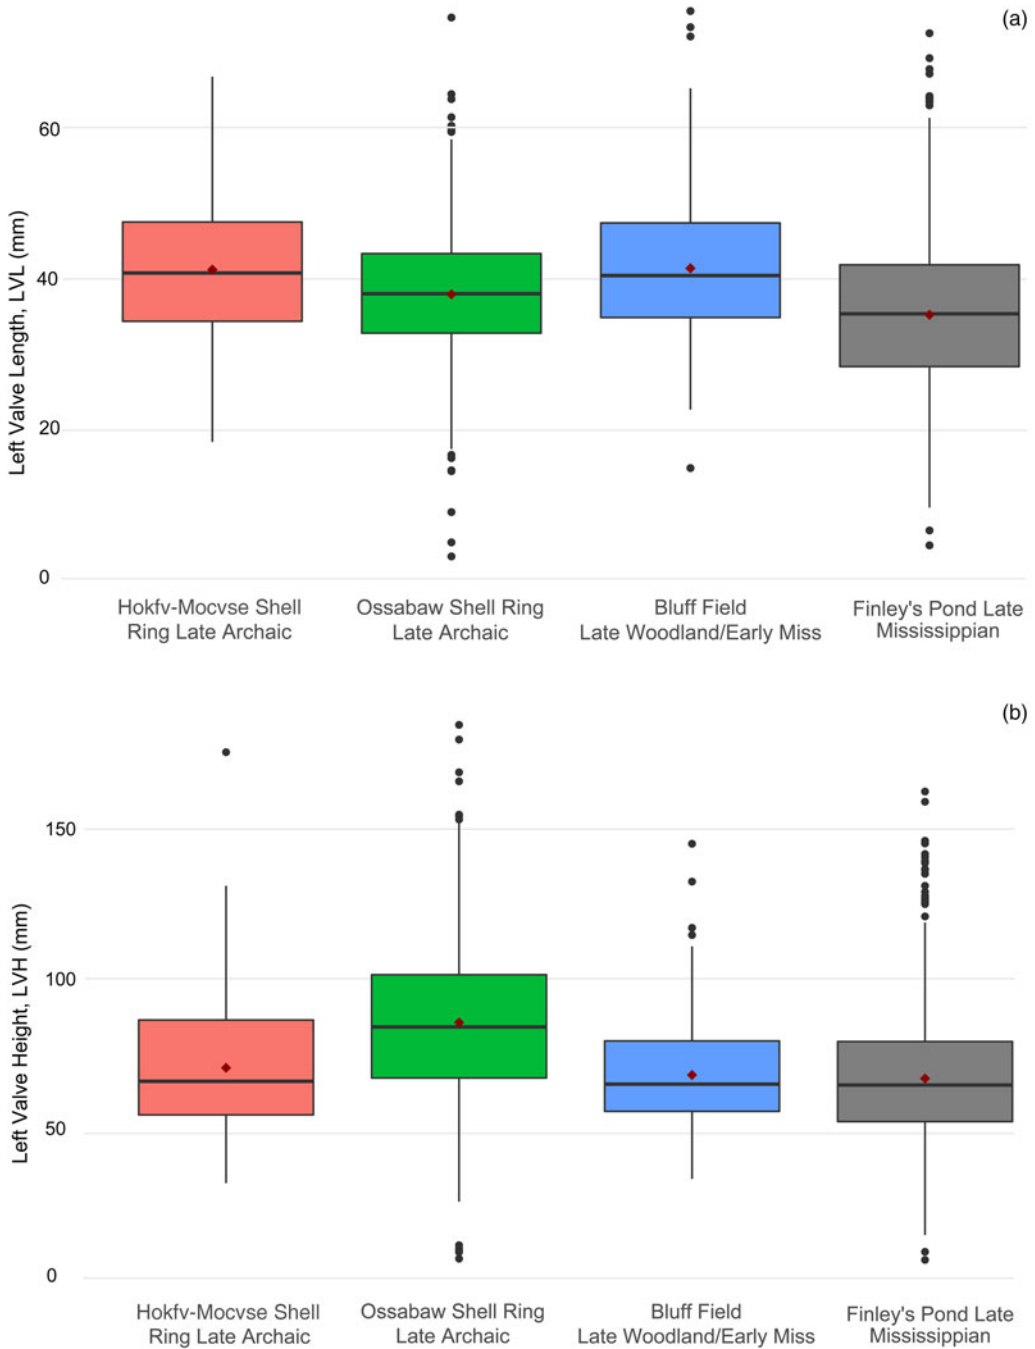 (a)
Left Valve Length, LVL (mm)
60
40
20
0
Hokfv-Mocvse Shell
Ring Late Archaic
Ossabaw Shell Ring
Late Archaic
Bluff Field
Late Woodland/Early Miss
Finley's Pond Late
Mississippian
(b)
Left Valve Height, LVH (mm)
150
100
50
0
Hokfv-Mocvse Shell
Ring Late Archaic
Ossabaw Shell Ring
Late Archaic
Bluff Field
Late Woodland/Early Miss
Finley's Pond Late
Mississippian